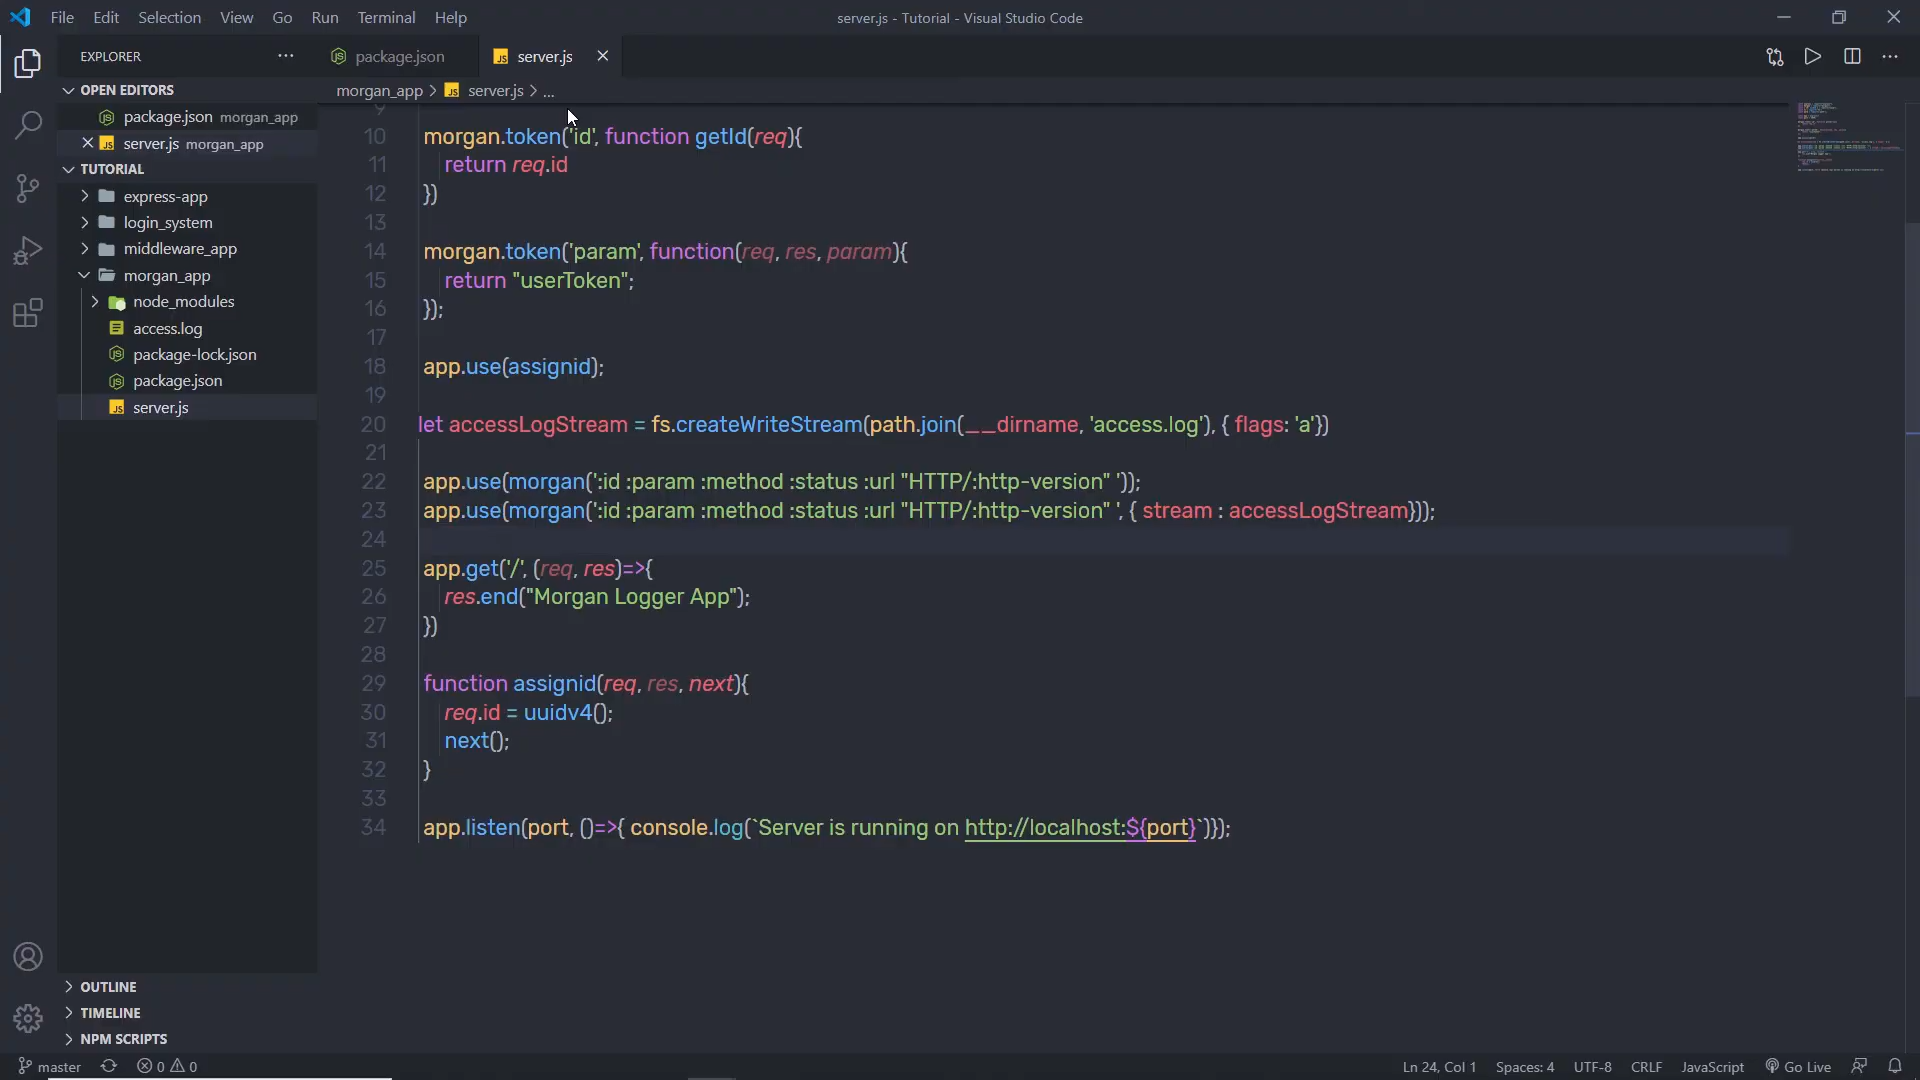 File Edit Selection View Go Run Terminal Help
server.js - Tutorial - Visual Studio Code
EXPLORER
OPEN EDITORS
package.json morgan_app
server.js morgan_app
TUTORIAL
express-app
login_system
middleware_app
morgan_app
node_modules
access.log
package-lock.json
package.json
server.js
OUTLINE
TIMELINE
NPM SCRIPTS
package.json
server.js
morgan_app > server.js > ...
9
10 morgan.token('id', function getId(req){
11 return req.id
12 })
13
14 morgan.token('param', function(req, res, param){
15 return "userToken";
16 });
17
18 app.use(assignid);
19
20 let accessLogStream = fs.createWriteStream(path.join(__dirname, 'access.log'), { flags: 'a'})
21
22 app.use(morgan(':id :param :method :status :url "HTTP/:http-version" '));
23 app.use(morgan(':id :param :method :status :url "HTTP/:http-version" ', { stream : accessLogStream}));
24
25 app.get('/', (req, res)=>{
26 res.end("Morgan Logger App");
27 })
28
29 function assignid(req, res, next){
30 req.id = uuidv4();
31 next();
32 }
33
34 app.listen(port, ()=>{ console.log(`Server is running on http://localhost:${port}`)});
master 0 0
Ln 24, Col 1 Spaces: 4 UTF-8 CRLF JavaScript Go Live